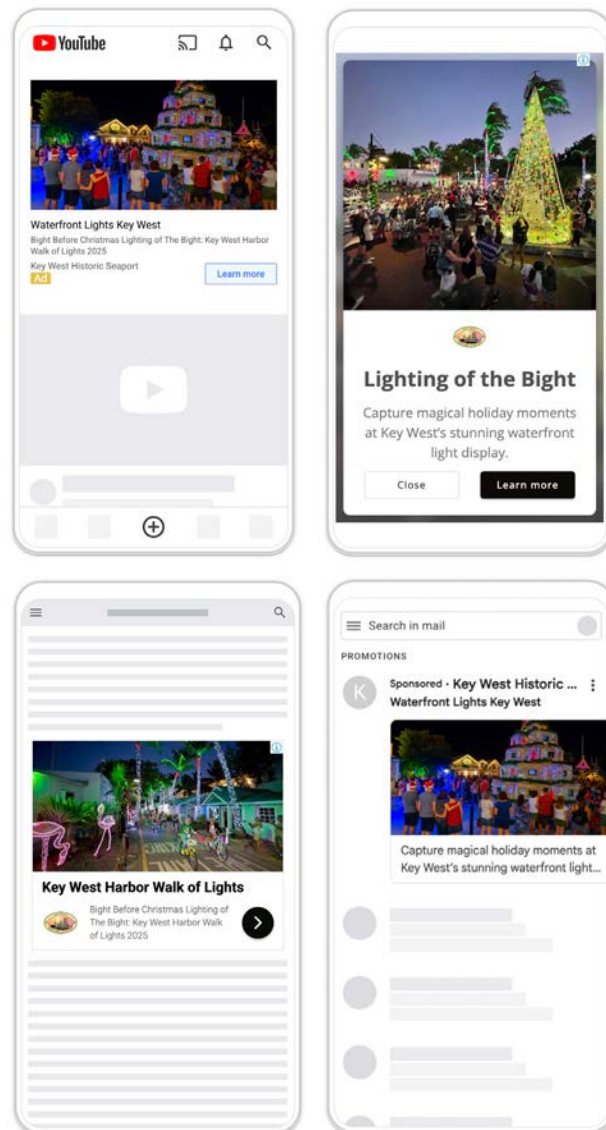 YouTube
Waterfront Lights Key West
Bight Before Christmas Lighting of The Bight: Key West Harbor
Walk of Lights 2025
Key West Historic Seaport
Ad
Learn more
Lighting of the Bight
Capture magical holiday moments
at Key West's stunning waterfront
light display.
Close
Learn more
Key West Harbor Walk of Lights
Bight Before Christmas Lighting of
The Bight: Key West Harbor Walk
of Lights 2025
Search in mail
PROMOTIONS
K
Sponsored · Key West Historic ...
Waterfront Lights Key West
Capture magical holiday moments at
Key West's stunning waterfront light...